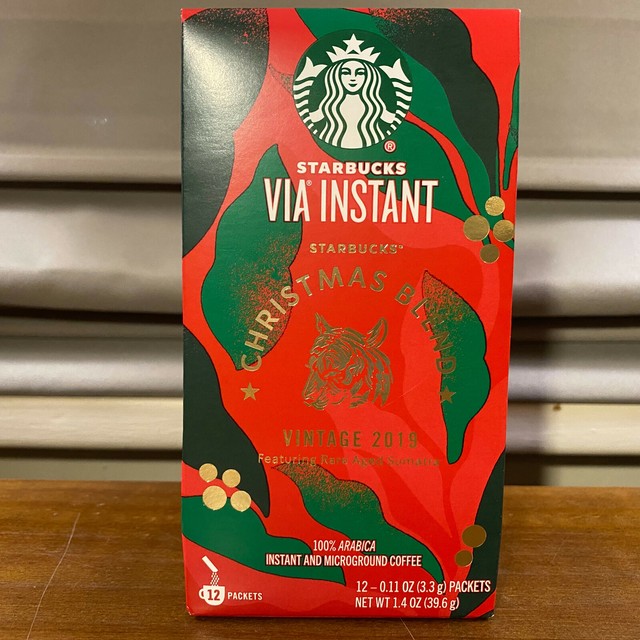 ®
STARBUCKS
VIA® INSTANT
STARBUCKS®
★ CHRISTMAS BLEND ★
VINTAGE 2019
Featuring Rare Aged Sumatra
100% ARABICA
INSTANT AND MICROGROUND COFFEE
12 PACKETS
12 – 0.11 OZ (3.3 g) PACKETS
NET WT 1.4 OZ (39.6 g)